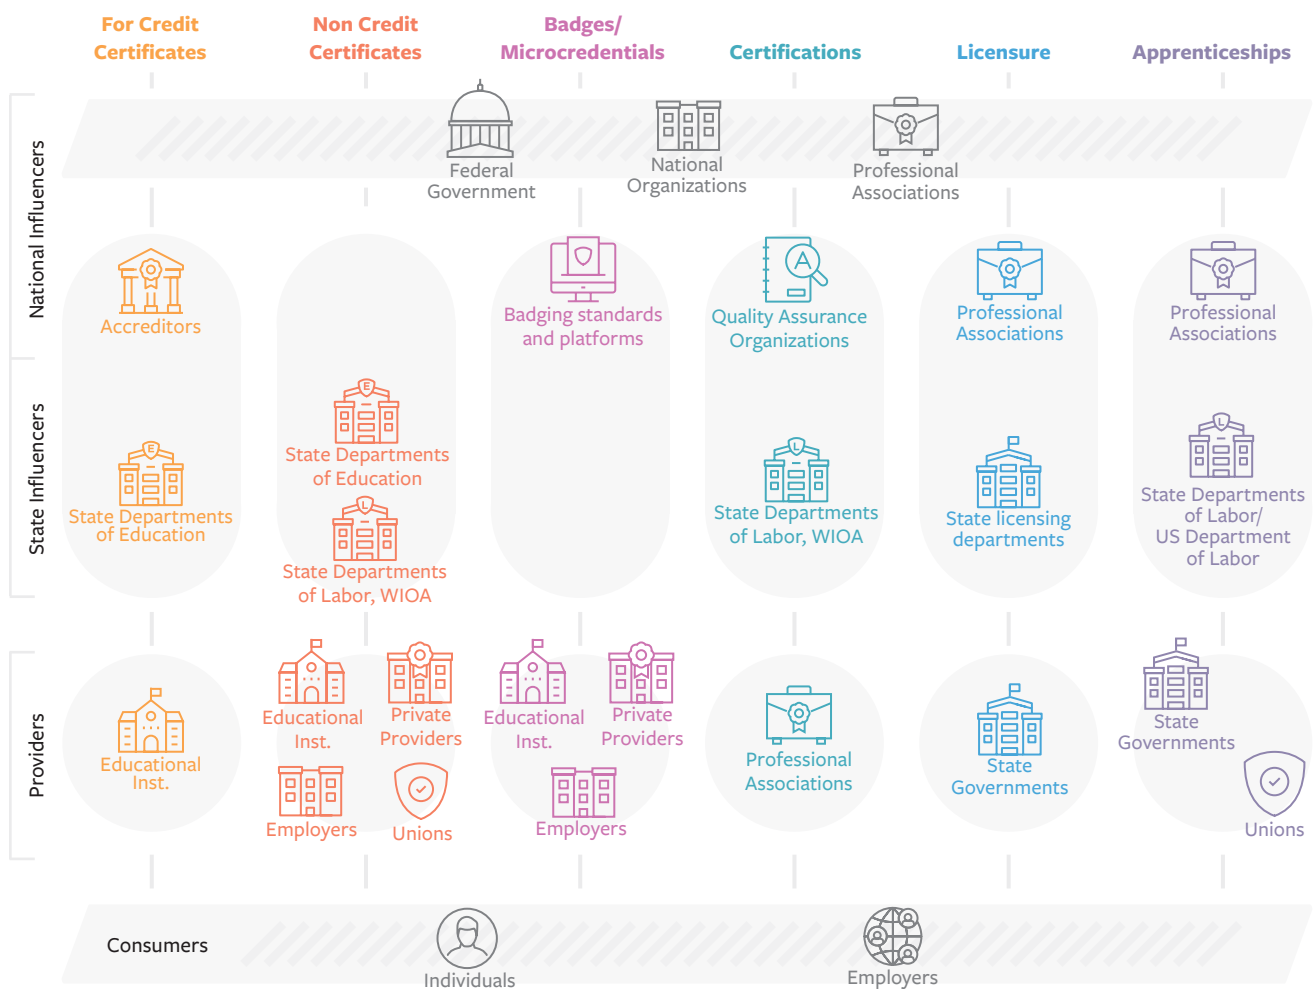 For Credit
Certificates
Non Credit
Certificates
Badges/
Microcredentials
Certifications
Licensure
Apprenticeships
National Influencers
Federal
Government
National
Organizations
Professional
Associations
Accreditors
Badging standards
and platforms
Quality Assurance
Organizations
Professional
Associations
Professional
Associations
State Influencers
E
State Departments
of Education
E
State Departments
of Education
L
State Departments
of Labor, WIOA
L
State Departments
of Labor, WIOA
State licensing
departments
L
State Departments
of Labor/
US Department
of Labor
Providers
Educational
Inst.
Educational
Inst.
Private
Providers
Employers
Unions
Educational
Inst.
Private
Providers
Employers
Professional
Associations
State
Governments
State
Governments
Unions
Consumers
Individuals
Employers
A